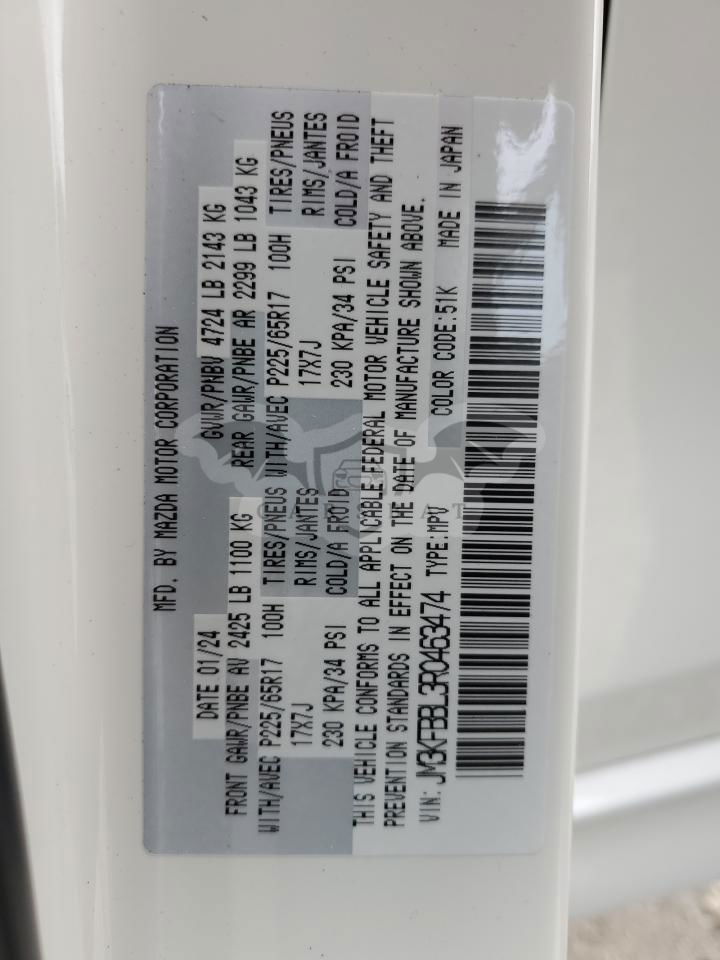 MFD. BY MAZDA MOTOR CORPORATION
DATE 01/24 GVWR/PNBV 4724 LB 2143 KG
FRONT GAWR/PNBE AV 2425 LB 1100 KG REAR GAWR/PNBE AR 2299 LB 1043 KG
WITH/AVEC P225/65R17 100H TIRES/PNEUS WITH/AVEC P225/65R17 100H TIRES/PNEUS
17X7J RIMS/JANTES 17X7J RIMS/JANTES
230 KPA/34 PSI COLD/A FROID 230 KPA/34 PSI COLD/A FROID
THIS VEHICLE CONFORMS TO ALL APPLICABLE FEDERAL MOTOR VEHICLE SAFETY AND THEFT
PREVENTION STANDARDS IN EFFECT ON THE DATE OF MANUFACTURE SHOWN ABOVE.
VIN: JM3KFBBL3R0463474 TYPE:MPV COLOR CODE:51K MADE IN JAPAN